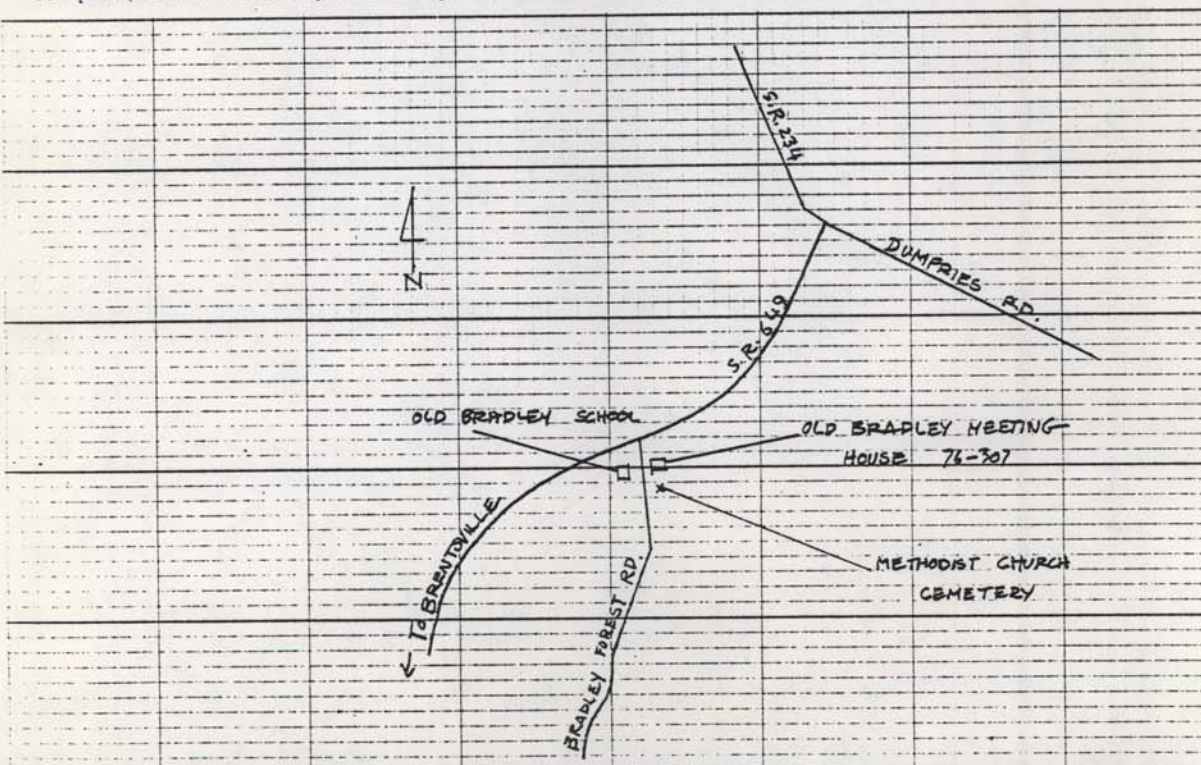 S.R. 234
N
DUMFRIES RD.
S.R. 649
OLD BRADLEY SCHOOL
OLD BRADLEY MEETING
HOUSE 76-307
TO BRENTSVILLE
METHODIST CHURCH
CEMETERY
BRADLEY FOREST RD.